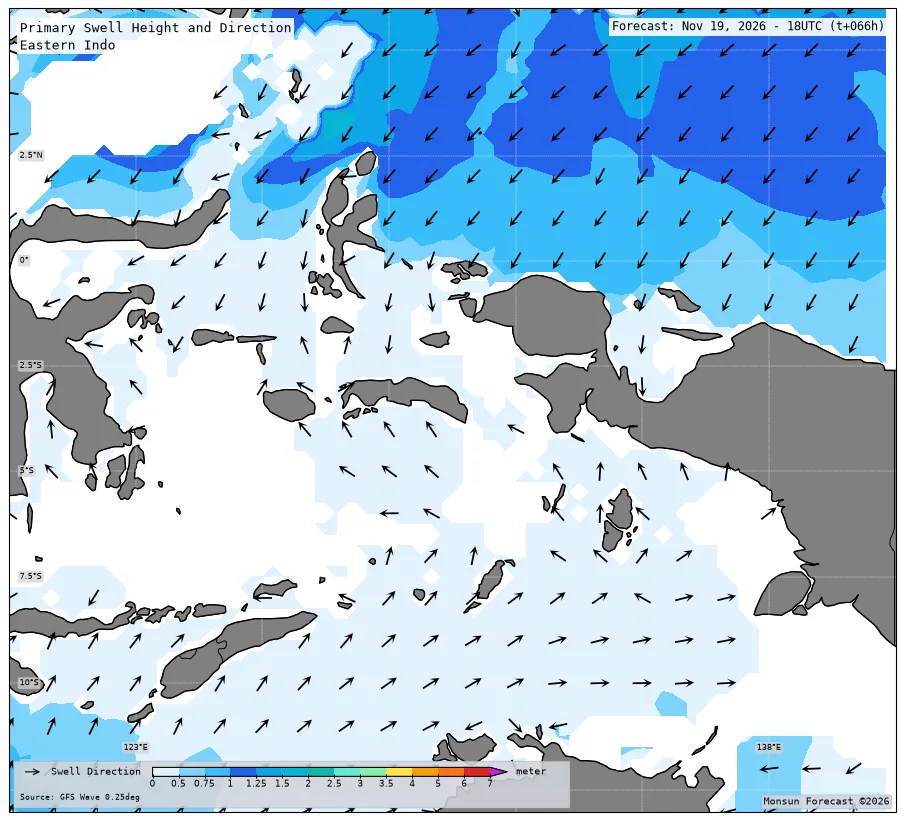 Primary Swell Height and Direction
Eastern Indo
Forecast: Nov 19, 2026 - 18UTC (t+066h)
2.5°N
0°
2.5°S
5°S
7.5°S
10°S
123°E
138°E
Swell Direction
0 0.5 0.75 1 1.25 1.5 2 2.5 3 3.5 4 5 6 7
meter
Source: GFS Wave 0.25deg
Monsun Forecast ©2026